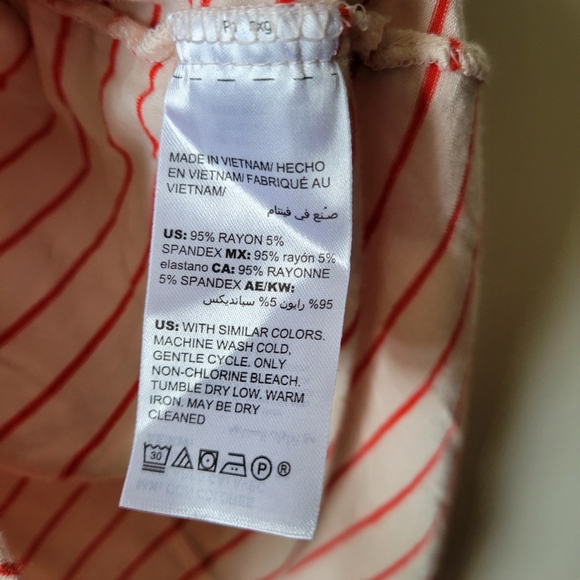 MADE IN VIETNAM/ HECHO
EN VIETNAM/ FABRIQUÉ AU
VIETNAM/
صنع في فيتنام
US: 95% RAYON 5%
SPANDEX MX: 95% rayón 5%
elastano CA: 95% RAYONNE
5% SPANDEX AE/KW:
95% رايون 5% سبانديكس
US: WITH SIMILAR COLORS.
MACHINE WASH COLD,
GENTLE CYCLE. ONLY
NON-CHLORINE BLEACH.
TUMBLE DRY LOW. WARM
IRON. MAY BE DRY
CLEANED
30 P ®